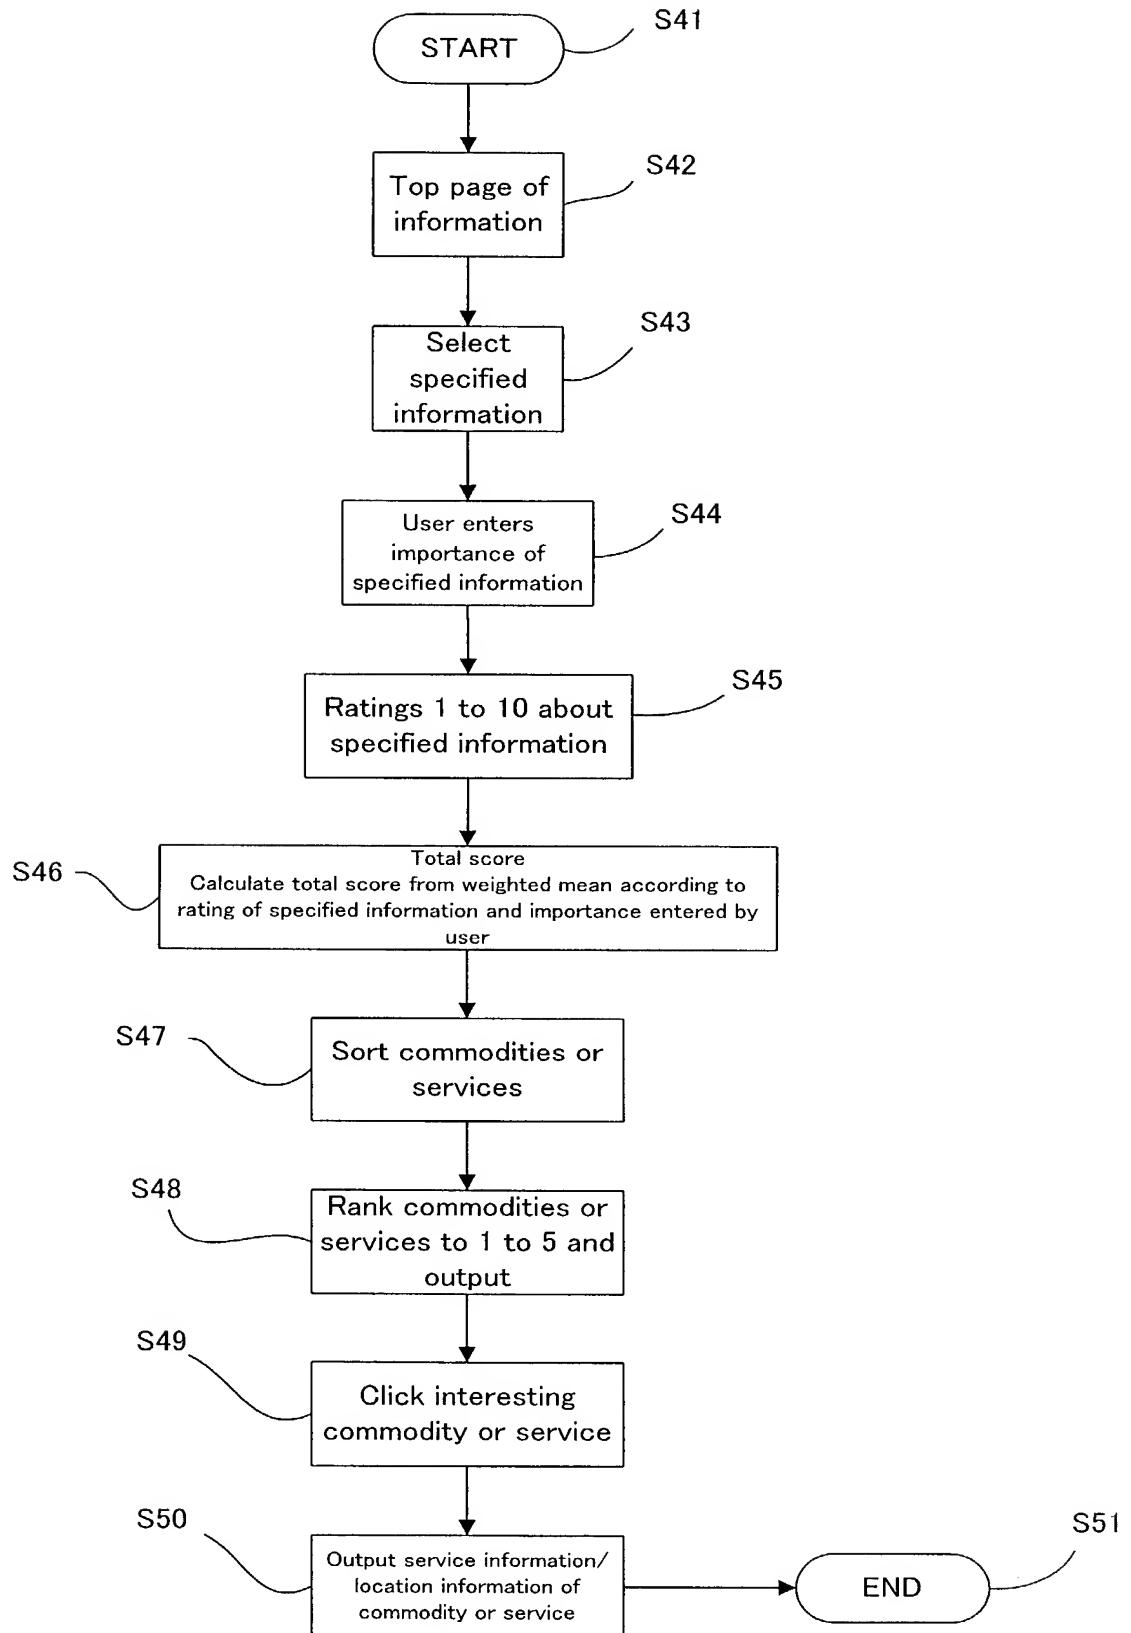 START
S41
Top page of
information
S42
Select
specified
information
S43
User enters
importance of
specified information
S44
Ratings 1 to 10 about
specified information
S45
S46
Total score
Calculate total score from weighted mean according to
rating of specified information and importance entered by
user
S47
Sort commodities or
services
S48
Rank commodities or
services to 1 to 5 and
output
S49
Click interesting
commodity or service
S50
Output service information/
location information of
commodity or service
END
S51